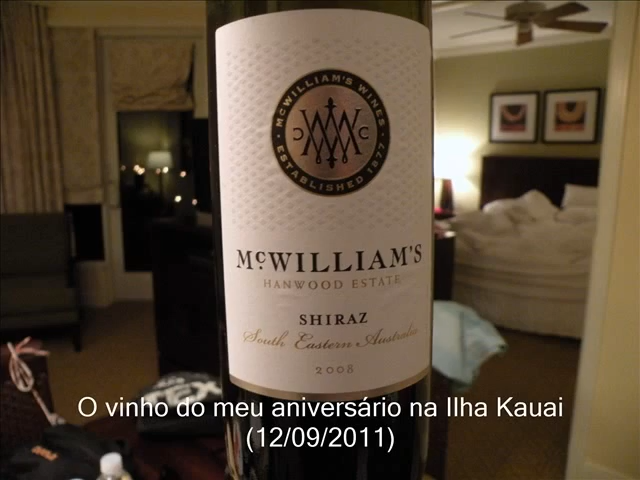 McWILLIAM'S WINES
ESTABLISHED 1877
McWILLIAM'S
HANWOOD ESTATE
SHIRAZ
South Eastern Australia
2008
O vinho do meu aniversário na Ilha Kauai
(12/09/2011)